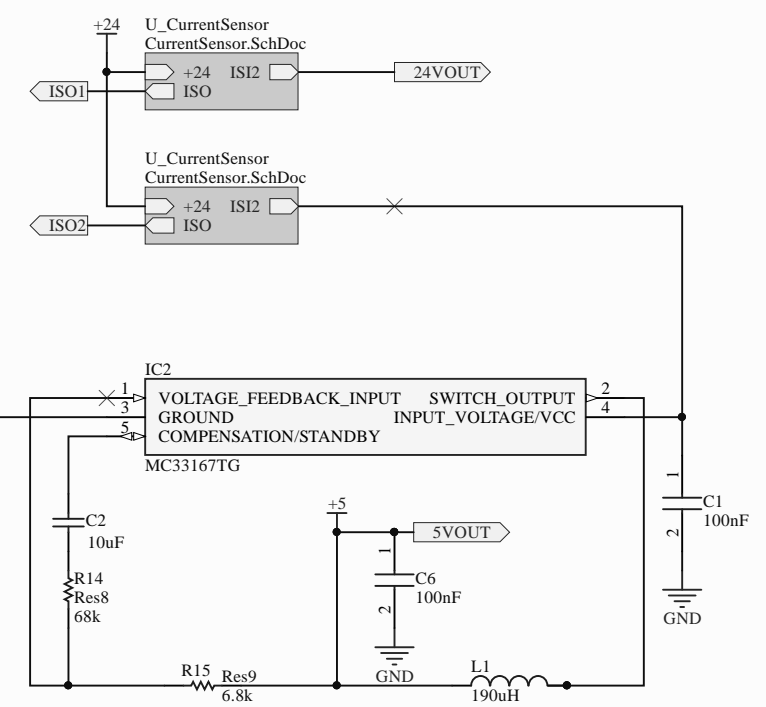 +24
U_CurrentSensor
CurrentSensor.SchDoc
+24 ISI2
24VOUT
ISO1
ISO
U_CurrentSensor
CurrentSensor.SchDoc
+24 ISI2
ISO2
ISO
IC2
1 VOLTAGE_FEEDBACK_INPUT SWITCH_OUTPUT 2
3 GROUND INPUT_VOLTAGE/VCC 4
5 COMPENSATION/STANDBY
MC33167TG
1
C1
100nF
2
GND
+5
5VOUT
C2
10uF
1
C6
100nF
2
GND
R14
Res8
68k
R15 Res9
6.8k
L1
190uH